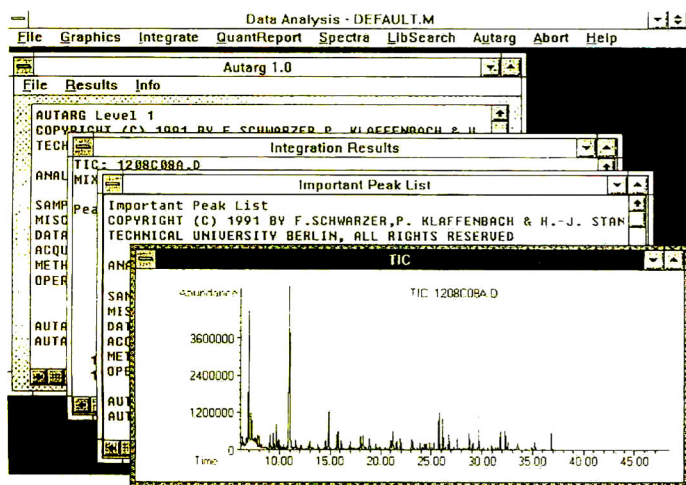 Data Analysis - DEFAULT.M
File Graphics Integrate QuantReport Spectra LibSearch Autarg Abort Help
Autarg 1.0
File Results Info
AUTARG Level 1
COPYRIGHT (C) 1991 BY F.SCHWARZER,P. KLAFFENBACH & H
TECH
ANAL
SAMP
MISC
DATA
ACQU
METH
OPER
AUTA
AUTA
Integration Results
TIC: 1208C08A.D
MIX
Pea
Important Peak List
Important Peak List
COPYRIGHT (C) 1991 BY F.SCHWARZER,P. KLAFFENBACH & H.-J. STAN
TECHNICAL UNIVERSITY BERLIN, ALL RIGHTS RESERVED
ANA
SAM
MIS
DAT
ACQ
MET
OPE
AUT
AUT
TIC
Abundance
TIC: 1208C08A.D
3600000
2400000
1200000
0
Time
10.00 15.00 20.00 25.00 30.00 35.00 40.00 45.00